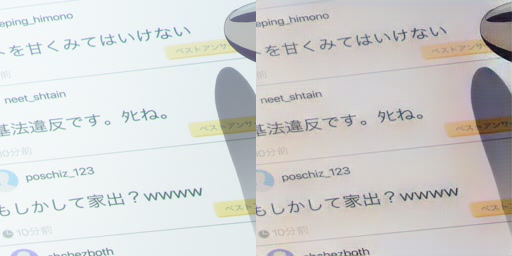 eping_himono
を甘くみてはいけない
ベストアンサ
前
neet_shtain
基法違反です。タヒね。
ベストアンサ
10分前
poschiz_123
もしかして家出？wwww
ベスト
10分前
eping_himono
を甘くみてはいけない
ベストアンサ
前
neet_shtain
基法違反です。タヒね。
ベストアンサ
10分前
poschiz_123
もしかして家出？wwww
ベスト
10分前